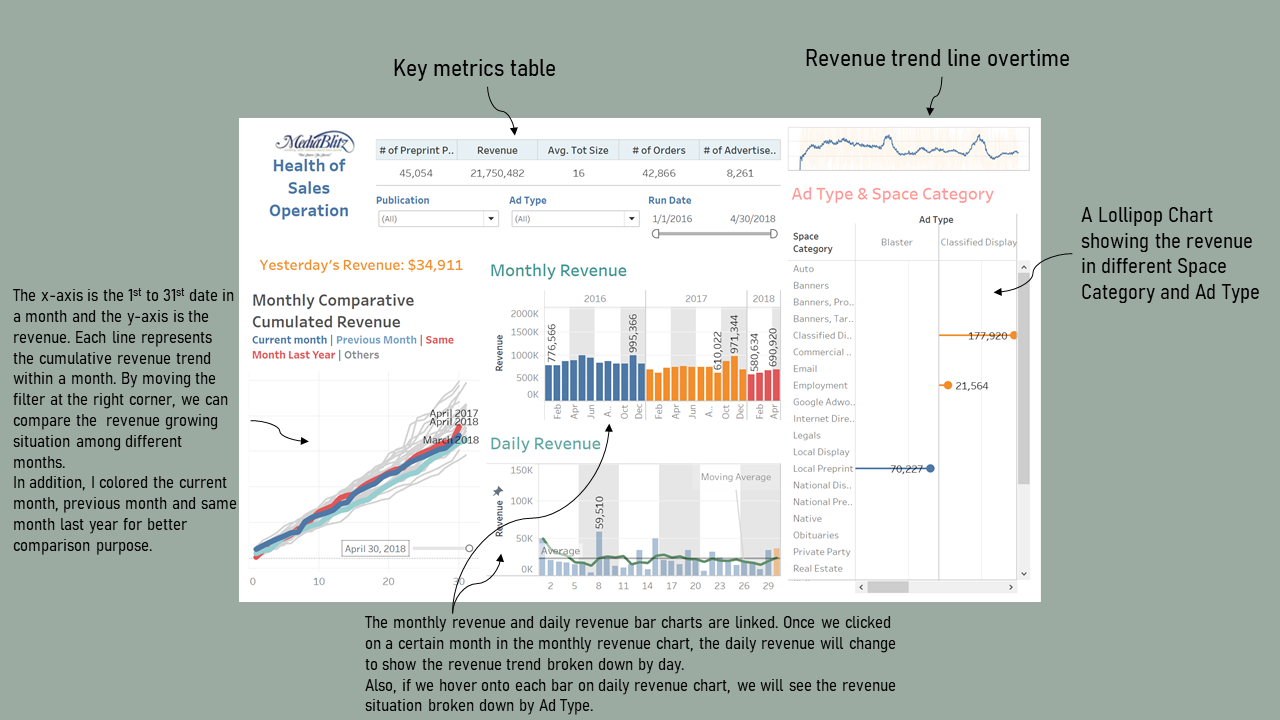 Key metrics table
Revenue trend line overtime
MediaBlitz
Health of
Sales
Operation
# of Preprint P.. Revenue Avg. Tot Size # of Orders # of Advertise..
45,054 21,750,482 16 42,866 8,261
Publication Ad Type Run Date
(All) (All) 1/1/2016 4/30/2018
Yesterday's Revenue: $34,911
Monthly Comparative
Cumulated Revenue
Current month | Previous Month | Same
Month Last Year | Others
April 2017
April 2018
March 2018
April 30, 2018
0 10 20 30
Monthly Revenue
2016 2017 2018
Revenue
2000K
1500K
1000K
500K
0K
776,566 995,366 610,022 971,344 580,634 690,920
Feb Apr Jun A.. Oct Dec Feb Apr Jun A.. Oct Dec Feb Apr
Daily Revenue
Revenue
150K
100K
50K
0K
Moving Average
59,510
Average
2 5 8 11 14 17 20 23 26 29
Ad Type & Space Category
Ad Type
Space
Category
Blaster Classified Display
Auto
Banners
Banners, Pro..
Banners, Tar..
Classified Di.. 177,920
Commercial ..
Email
Employment 21,564
Google Adwo..
Internet Dire..
Legals
Local Display
Local Preprint 70,227
National Dis..
National Pre..
Native
Obituaries
Private Party
Real Estate
A Lollipop Chart
showing the revenue
in different Space
Category and Ad Type
The x-axis is the 1st to 31st date in
a month and the y-axis is the
revenue. Each line represents
the cumulative revenue trend
within a month. By moving the
filter at the right corner, we can
compare the revenue growing
situation among different
months.
In addition, I colored the current
month, previous month and same
month last year for better
comparison purpose.
The monthly revenue and daily revenue bar charts are linked. Once we clicked
on a certain month in the monthly revenue chart, the daily revenue will change
to show the revenue trend broken down by day.
Also, if we hover onto each bar on daily revenue chart, we will see the revenue
situation broken down by Ad Type.